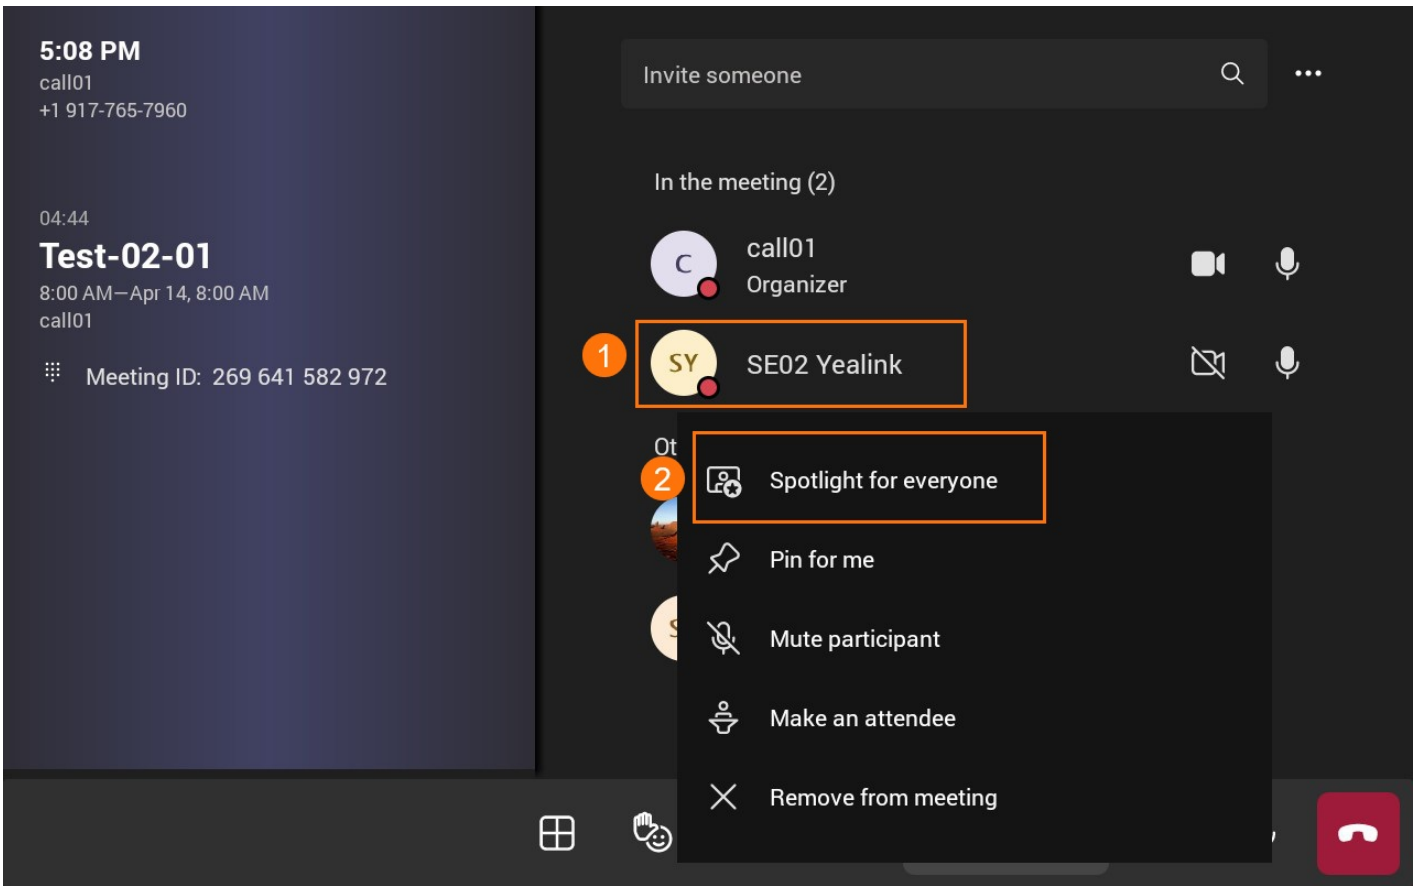 5:08 PM
call01
+1 917-765-7960
04:44
Test-02-01
8:00 AM—Apr 14, 8:00 AM
call01
Meeting ID: 269 641 582 972
Invite someone
In the meeting (2)
C
call01
Organizer
1
SY
SE02 Yealink
Ot
2
Spotlight for everyone
Pin for me
S
Mute participant
Make an attendee
Remove from meeting